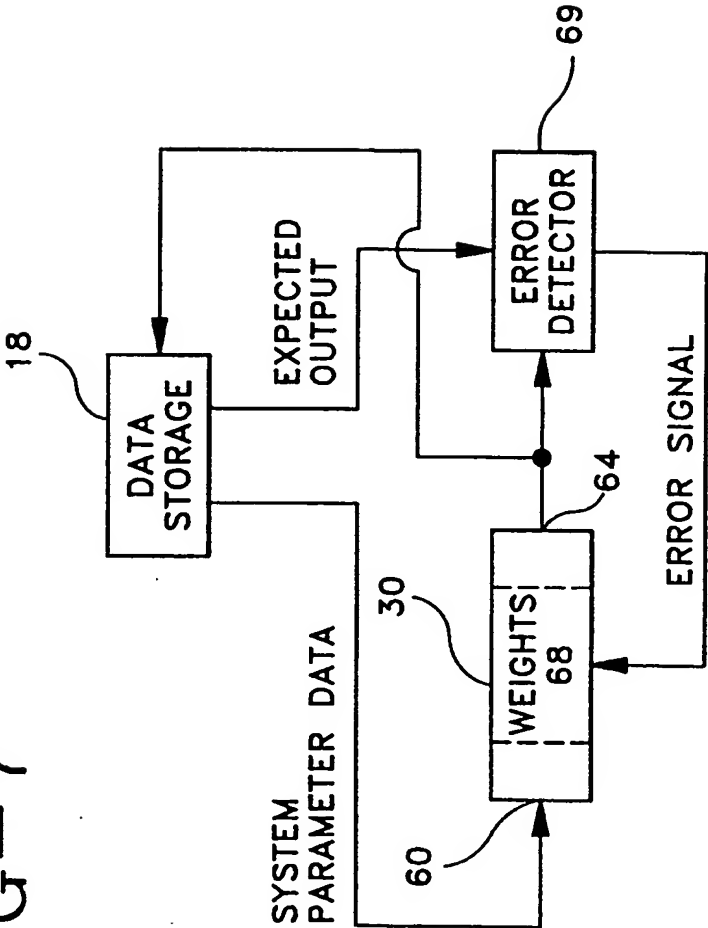 18
DATA
STORAGE
EXPECTED
OUTPUT
SYSTEM
PARAMETER DATA
30
60
WEIGHTS
68
64
ERROR
DETECTOR
69
ERROR SIGNAL